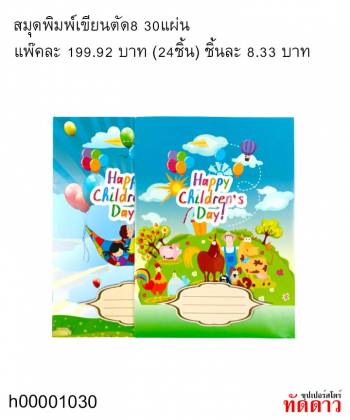 สมุดพิมพ์เขียนตัด8 30แผ่น
แพ๊คละ 199.92 บาท (24ชิ้น) ชิ้นละ 8.33 บาท
Happy
Children's
Day!
Happy
Children's
Day!
h00001030
ซุปเปอร์สโตร์
ทัดดาว